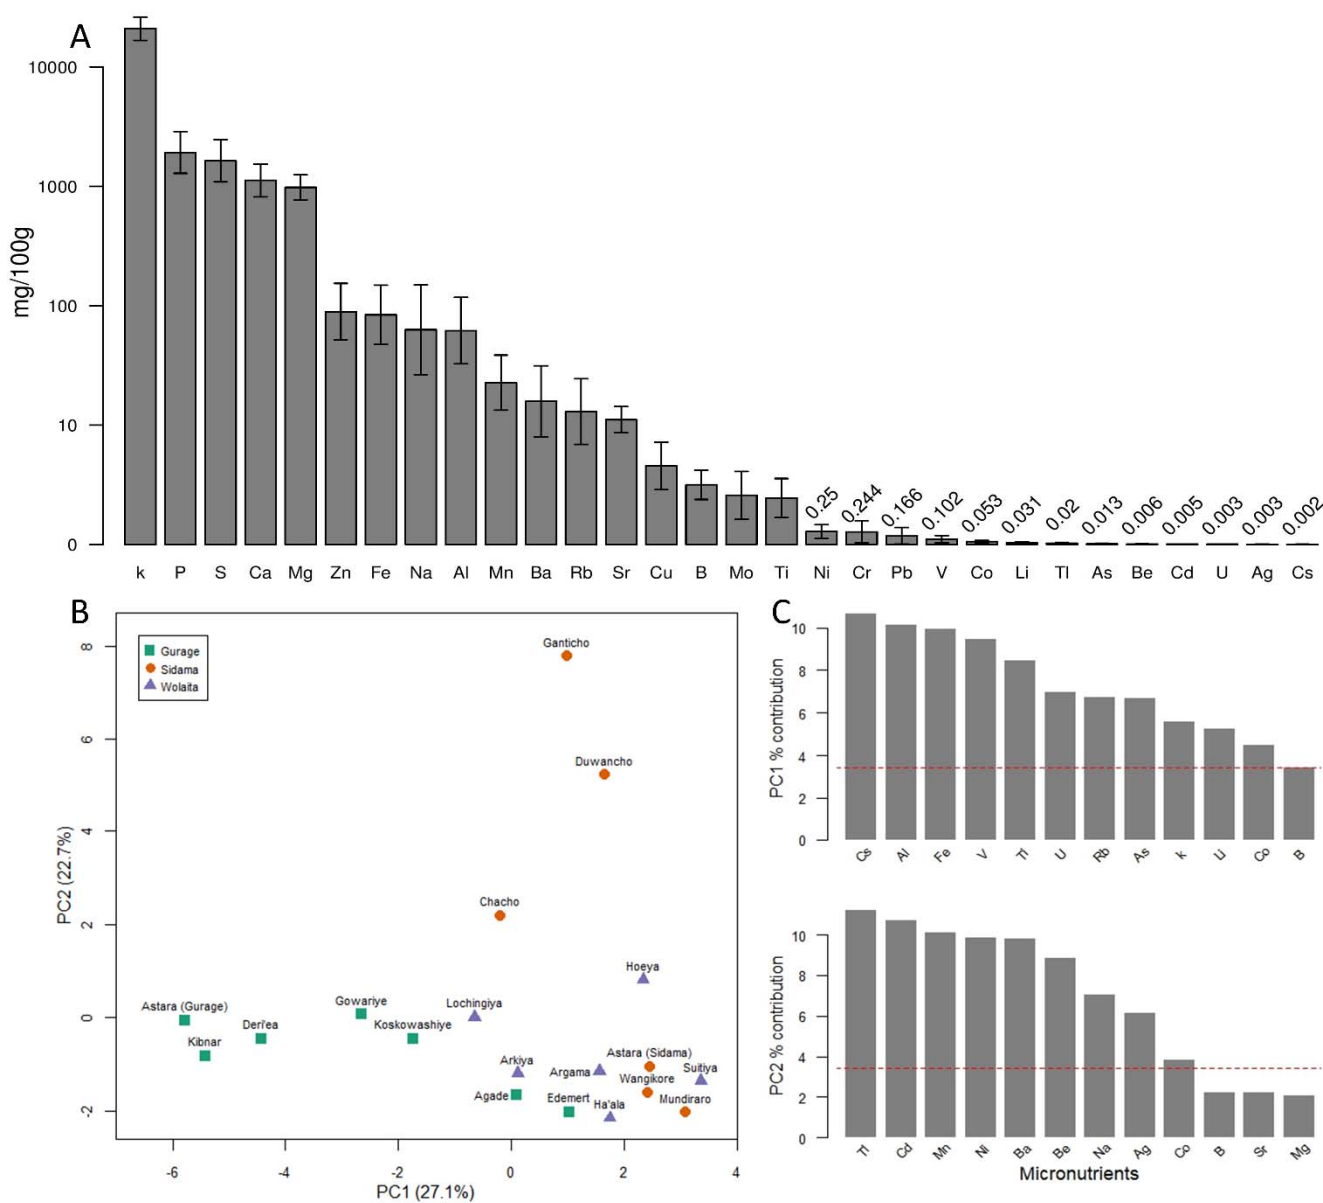 A
mg/100g
10000
1000
100
10
0
0.25 0.244 0.166 0.102 0.053 0.031 0.02 0.013 0.006 0.005 0.003 0.003 0.002
k P S Ca Mg Zn Fe Na Al Mn Ba Rb Sr Cu B Mo Ti Ni Cr Pb V Co Li Tl As Be Cd U Ag Cs
B
PC2 (22.7%)
8
6
4
2
0
-2
Gurage
Sidama
Wolaita
Ganticho
Duwancho
Chacho
Hoeya
Astara (Gurage)
Gowariye
Lochingiya
Deri'ea
Koskowashiye
Kibnar
Astara (Sidama)
Arkiya
Argama
Suitiya
Wangikore
Agade
Edemert
Mundiraro
Ha'ala
-6 -4 -2 0 2 4
PC1 (27.1%)
C
PC1 % contribution
10
8
6
4
2
0
Cs Al Fe V Ti U Rb As k Li Co B
PC2 % contribution
10
8
6
4
2
0
Tl Cd Mn Ni Ba Be Na Ag Co B Sr Mg
Micronutrients